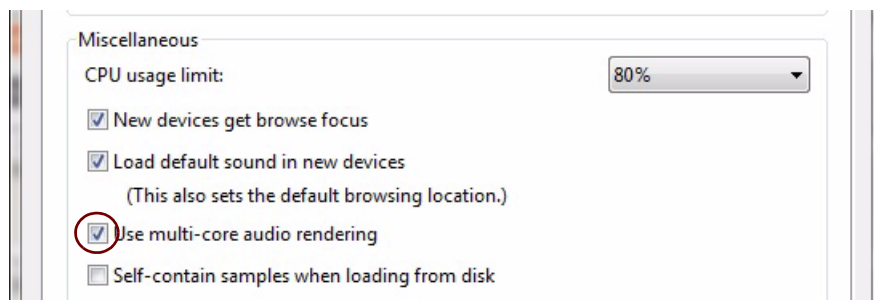 Miscellaneous
CPU usage limit: 80%
New devices get browse focus
Load default sound in new devices
(This also sets the default browsing location.)
Use multi-core audio rendering
Self-contain samples when loading from disk